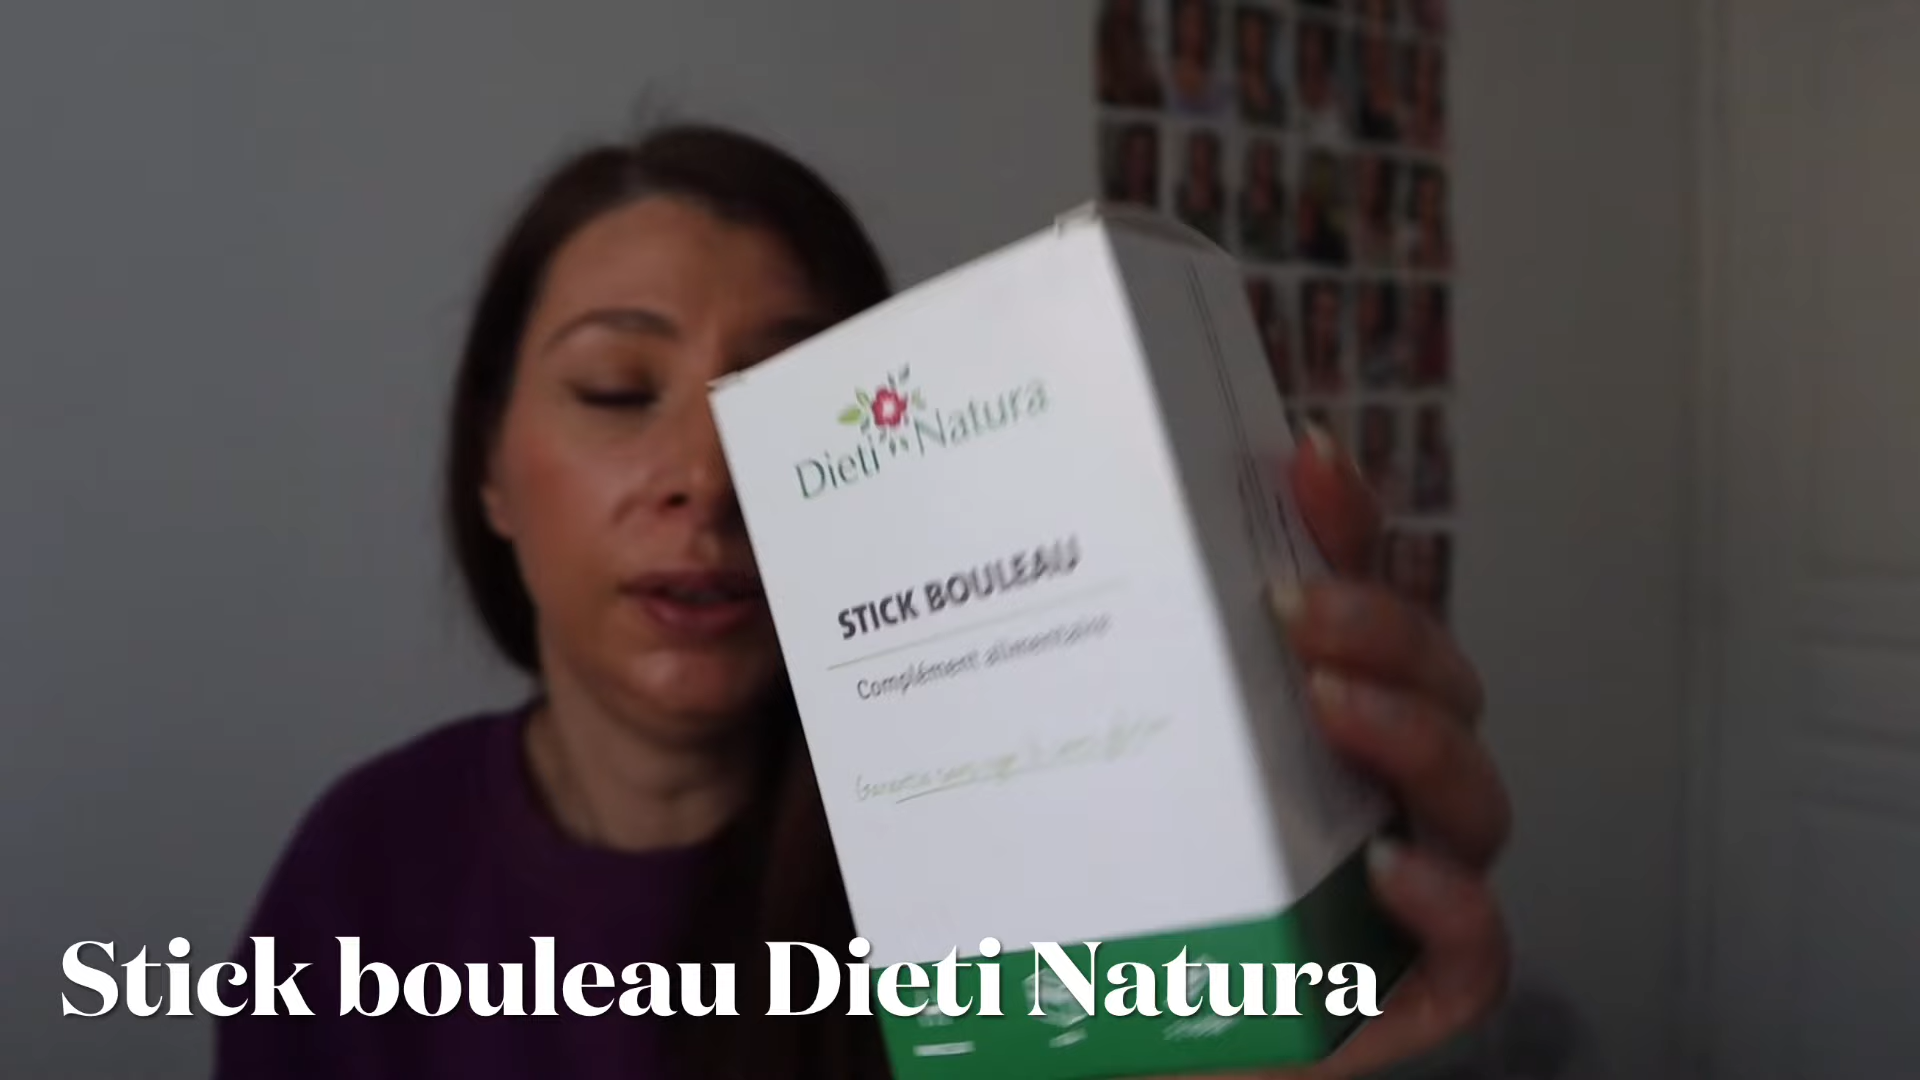 Dieti Natura
STICK BOULEAU
Complément alimentaire
Stick bouleau Dieti Natura